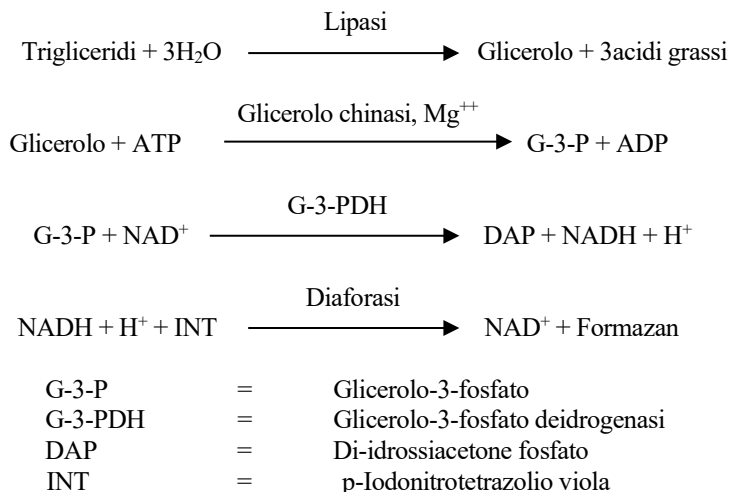 Lipasi
Trigliceridi + 3H₂O Glicerolo + 3acidi grassi
Glicerolo chinasi, Mg⁺⁺
Glicerolo + ATP G-3-P + ADP
G-3-PDH
G-3-P + NAD⁺ DAP + NADH + H⁺
Diaforasi
NADH + H⁺ + INT NAD⁺ + Formazan
G-3-P = Glicerolo-3-fosfato
G-3-PDH = Glicerolo-3-fosfato deidrogenasi
DAP = Di-idrossiacetone fosfato
INT = p-Iodonitrotetrazolio viola